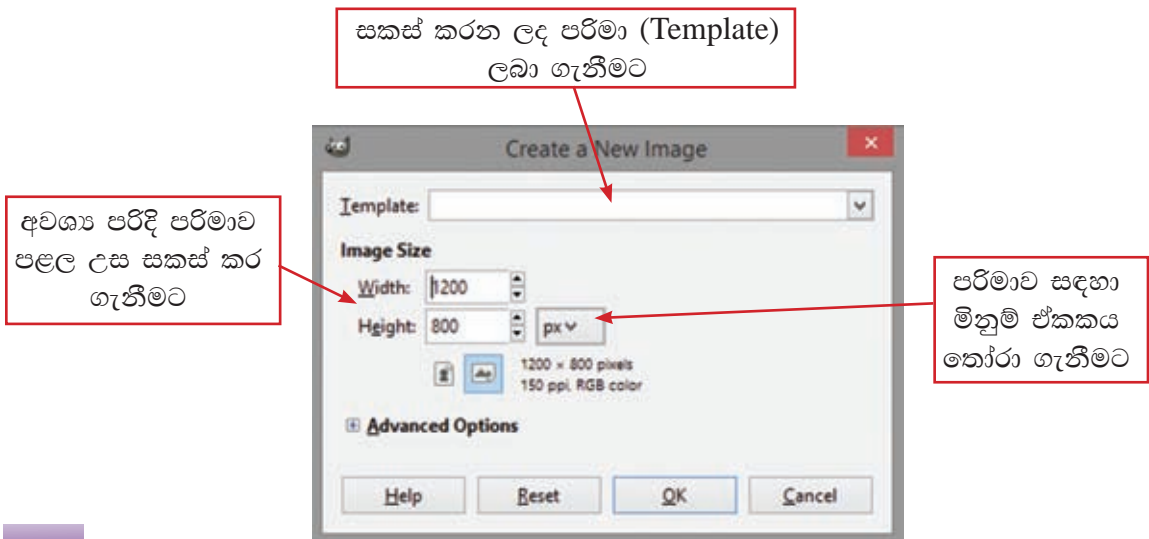 සකස් කරන ලද පරිමා (Template)
ලබා ගැනීමට
Create a New Image
Template:
අවශ්‍ය පරිදි පරිමාව
පළල උස සකස් කර
ගැනීමට
Image Size
Width: 1200
Height: 800 px
1200 × 800 pixels
150 ppi, RGB color
පරිමාව සඳහා
මිනුම් ඒකකය
තෝරා ගැනීමට
Advanced Options
Help Reset OK Cancel